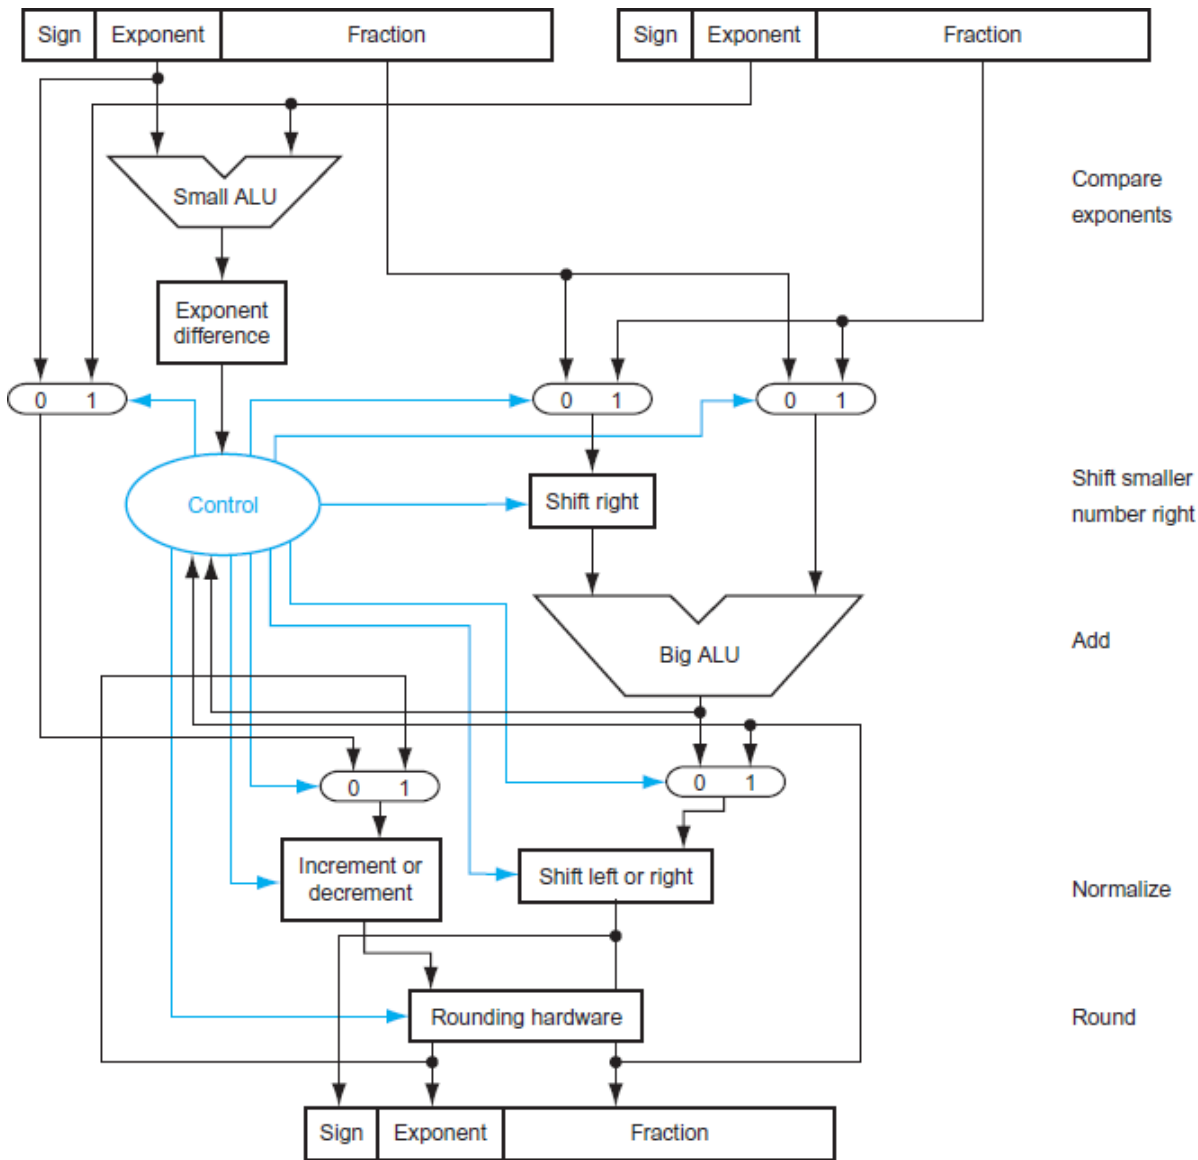 Sign Exponent Fraction Sign Exponent Fraction
Small ALU
Compare
exponents
Exponent
difference
0 1 0 1 0 1
Control
Shift right
Shift smaller
number right
Big ALU
Add
0 1 0 1
Increment or
decrement
Shift left or right
Normalize
Rounding hardware
Round
Sign Exponent Fraction